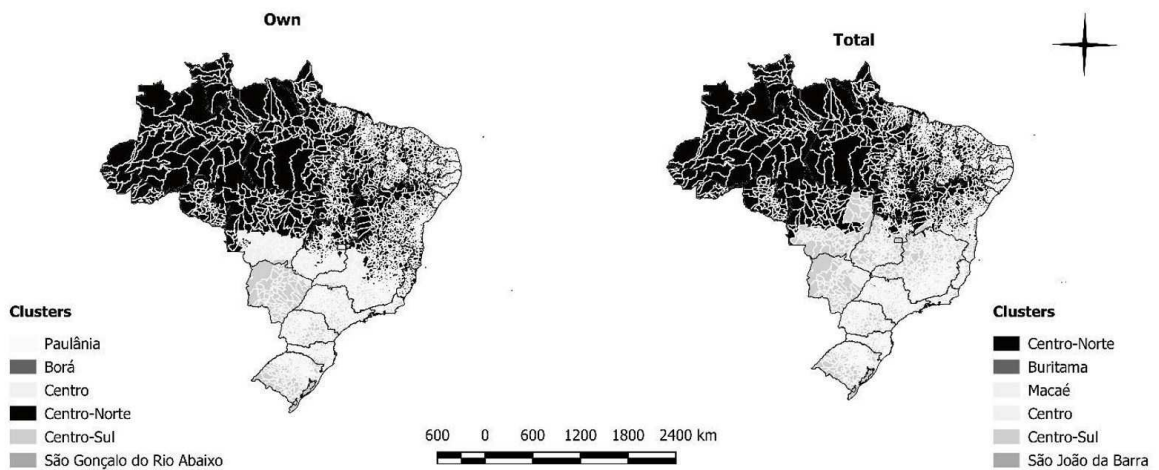 Own
Total
Clusters
Paulânia
Borá
Centro
Centro-Norte
Centro-Sul
São Gonçalo do Rio Abaixo
600 0 600 1200 1800 2400 km
Clusters
Centro-Norte
Buritama
Macaé
Centro
Centro-Sul
São João da Barra